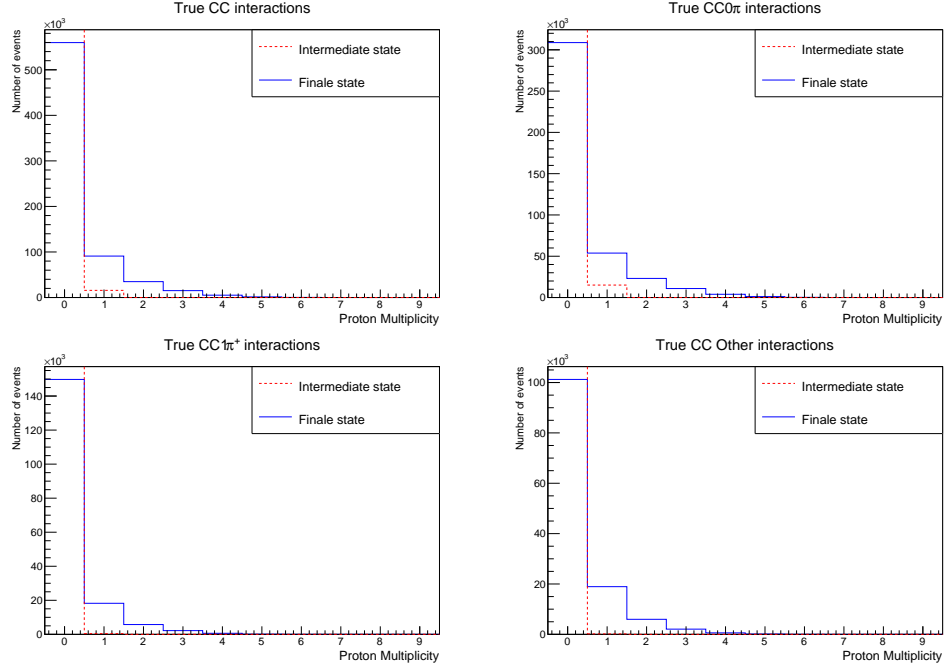 True CC interactions
×10³
Number of events
500
400
300
200
100
0
0 1 2 3 4 5 6 7 8 9
Proton Multiplicity
Intermediate state
Finale state
True CC0π interactions
×10³
Number of events
300
250
200
150
100
50
0
0 1 2 3 4 5 6 7 8 9
Proton Multiplicity
Intermediate state
Finale state
True CC1π⁺ interactions
×10³
Number of events
140
120
100
80
60
40
20
0
0 1 2 3 4 5 6 7 8 9
Proton Multiplicity
Intermediate state
Finale state
True CC Other interactions
×10³
Number of events
100
80
60
40
20
0
0 1 2 3 4 5 6 7 8 9
Proton Multiplicity
Intermediate state
Finale state